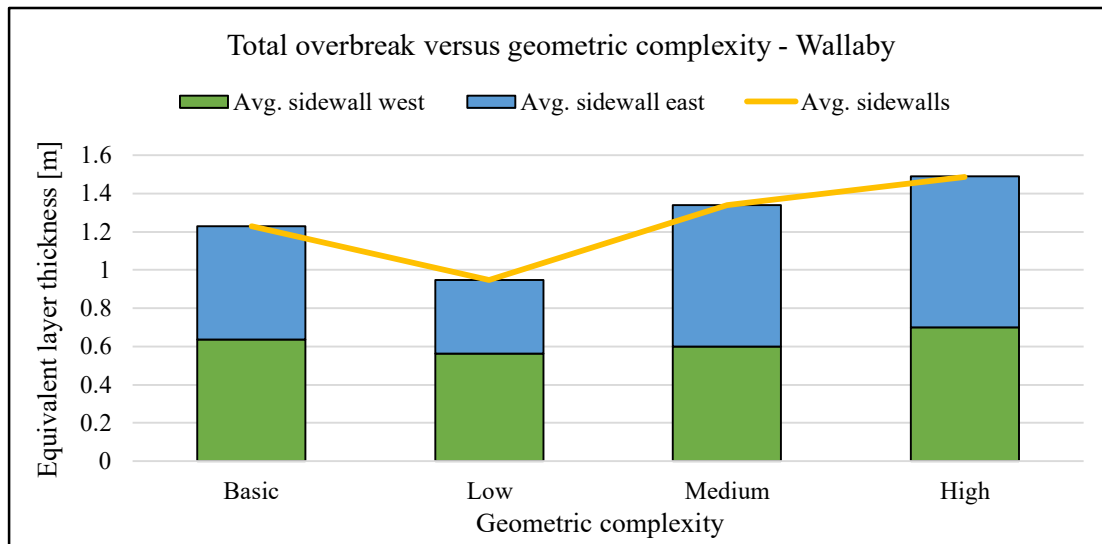 Total overbreak versus geometric complexity - Wallaby
Avg. sidewall west Avg. sidewall east Avg. sidewalls
Equivalent layer thickness [m]
1.6
1.4
1.2
1
0.8
0.6
0.4
0.2
0
Basic Low Medium High
Geometric complexity